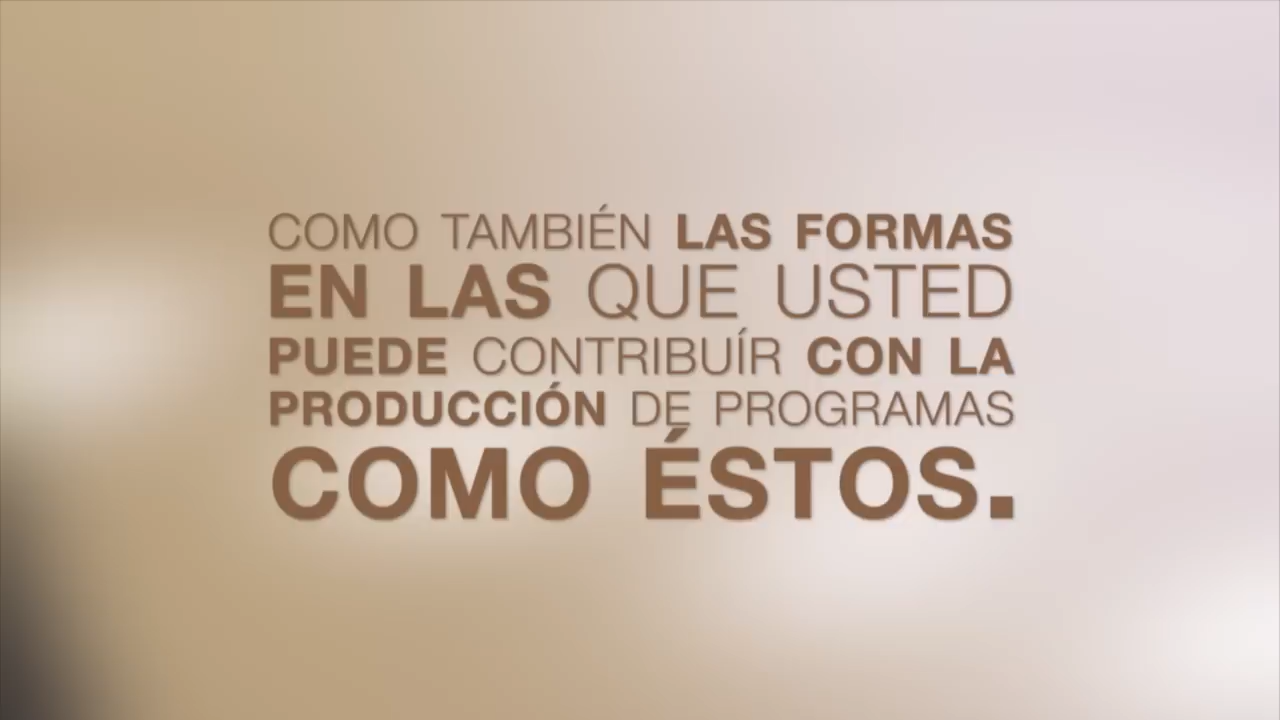 COMO TAMBIÉN LAS FORMAS
EN LAS QUE USTED
PUEDE CONTRIBUÍR CON LA
PRODUCCIÓN DE PROGRAMAS
COMO ÉSTOS.